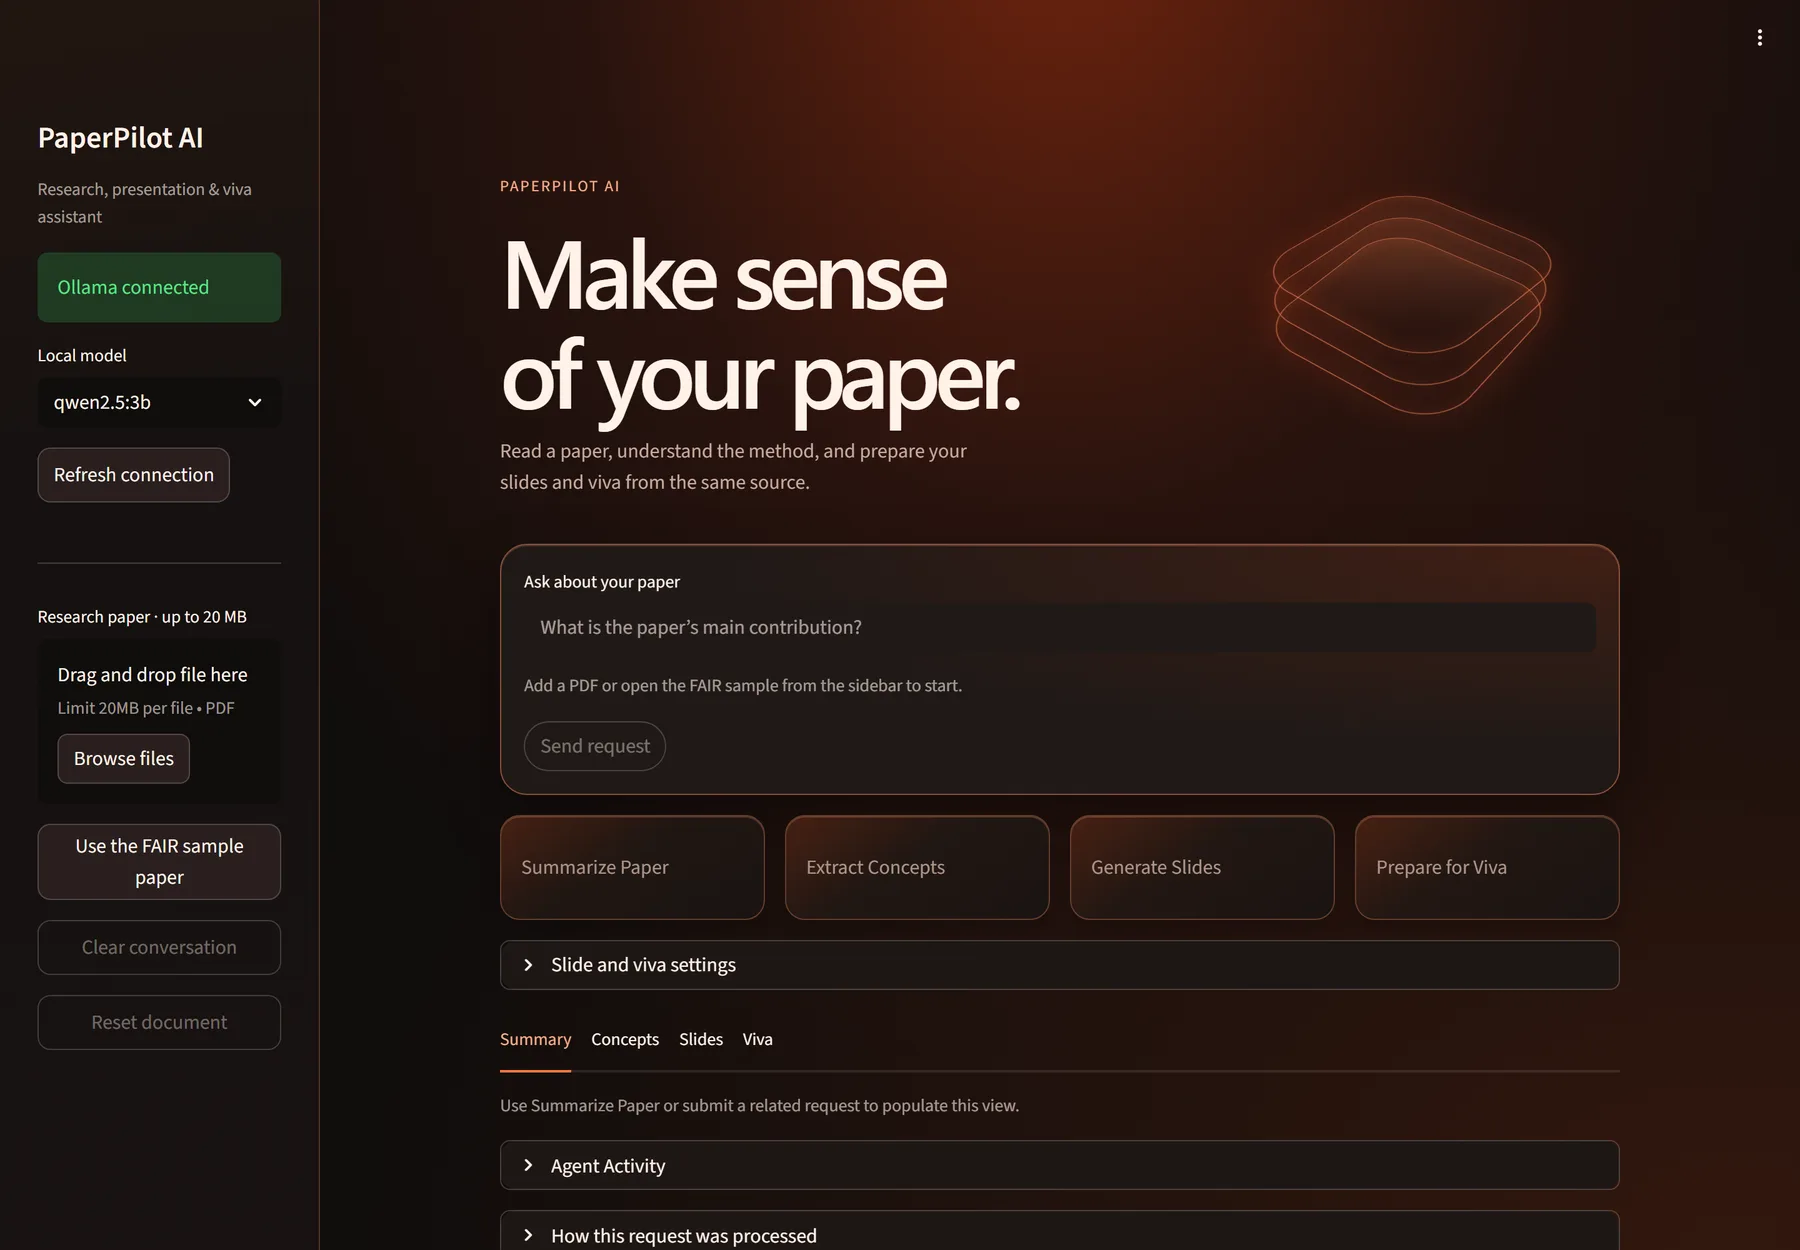 PaperPilot AI
Research, presentation & viva
assistant
Ollama connected
Local model
qwen2.5:3b
Refresh connection
Research paper · up to 20 MB
Drag and drop file here
Limit 20MB per file • PDF
Browse files
Use the FAIR sample
paper
Clear conversation
Reset document
PAPERPILOT AI
Make sense
of your paper.
Read a paper, understand the method, and prepare your
slides and viva from the same source.
Ask about your paper
What is the paper’s main contribution?
Add a PDF or open the FAIR sample from the sidebar to start.
Send request
Summarize Paper
Extract Concepts
Generate Slides
Prepare for Viva
Slide and viva settings
Summary
Concepts
Slides
Viva
Use Summarize Paper or submit a related request to populate this view.
Agent Activity
How this request was processed